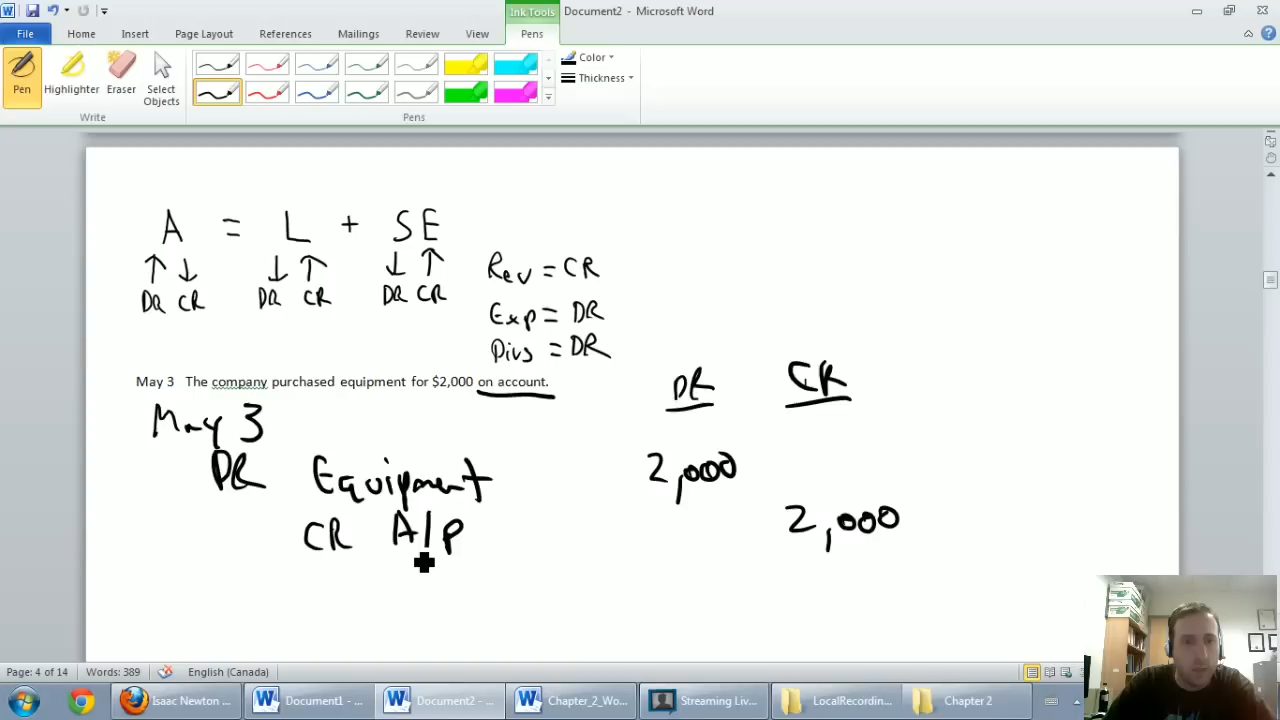 Ink Tools
Document2 - Microsoft Word
File Home Insert Page Layout References Mailings Review View Pens
Pen Highlighter Eraser Select Objects
Color
Thickness
Write Pens
A = L + SE
DR CR DR CR DR CR
Rev = CR
Exp = DR
Divs = DR
May 3 The company purchased equipment for $2,000 on account.
DR CR
May 3
DR Equipment 2,000
CR A/P 2,000
Page: 4 of 14 Words: 389 English (Canada)
Isaac Newton ... Document1 - ... Document2 - ... Chapter_2_Wo... Streaming Liv... LocalRecordin... Chapter 2